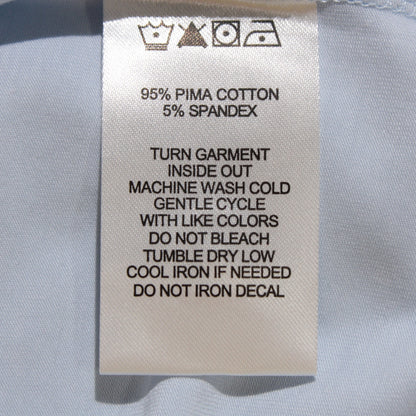 95% PIMA COTTON
5% SPANDEX
TURN GARMENT
INSIDE OUT
MACHINE WASH COLD
GENTLE CYCLE
WITH LIKE COLORS
DO NOT BLEACH
TUMBLE DRY LOW
COOL IRON IF NEEDED
DO NOT IRON DECAL